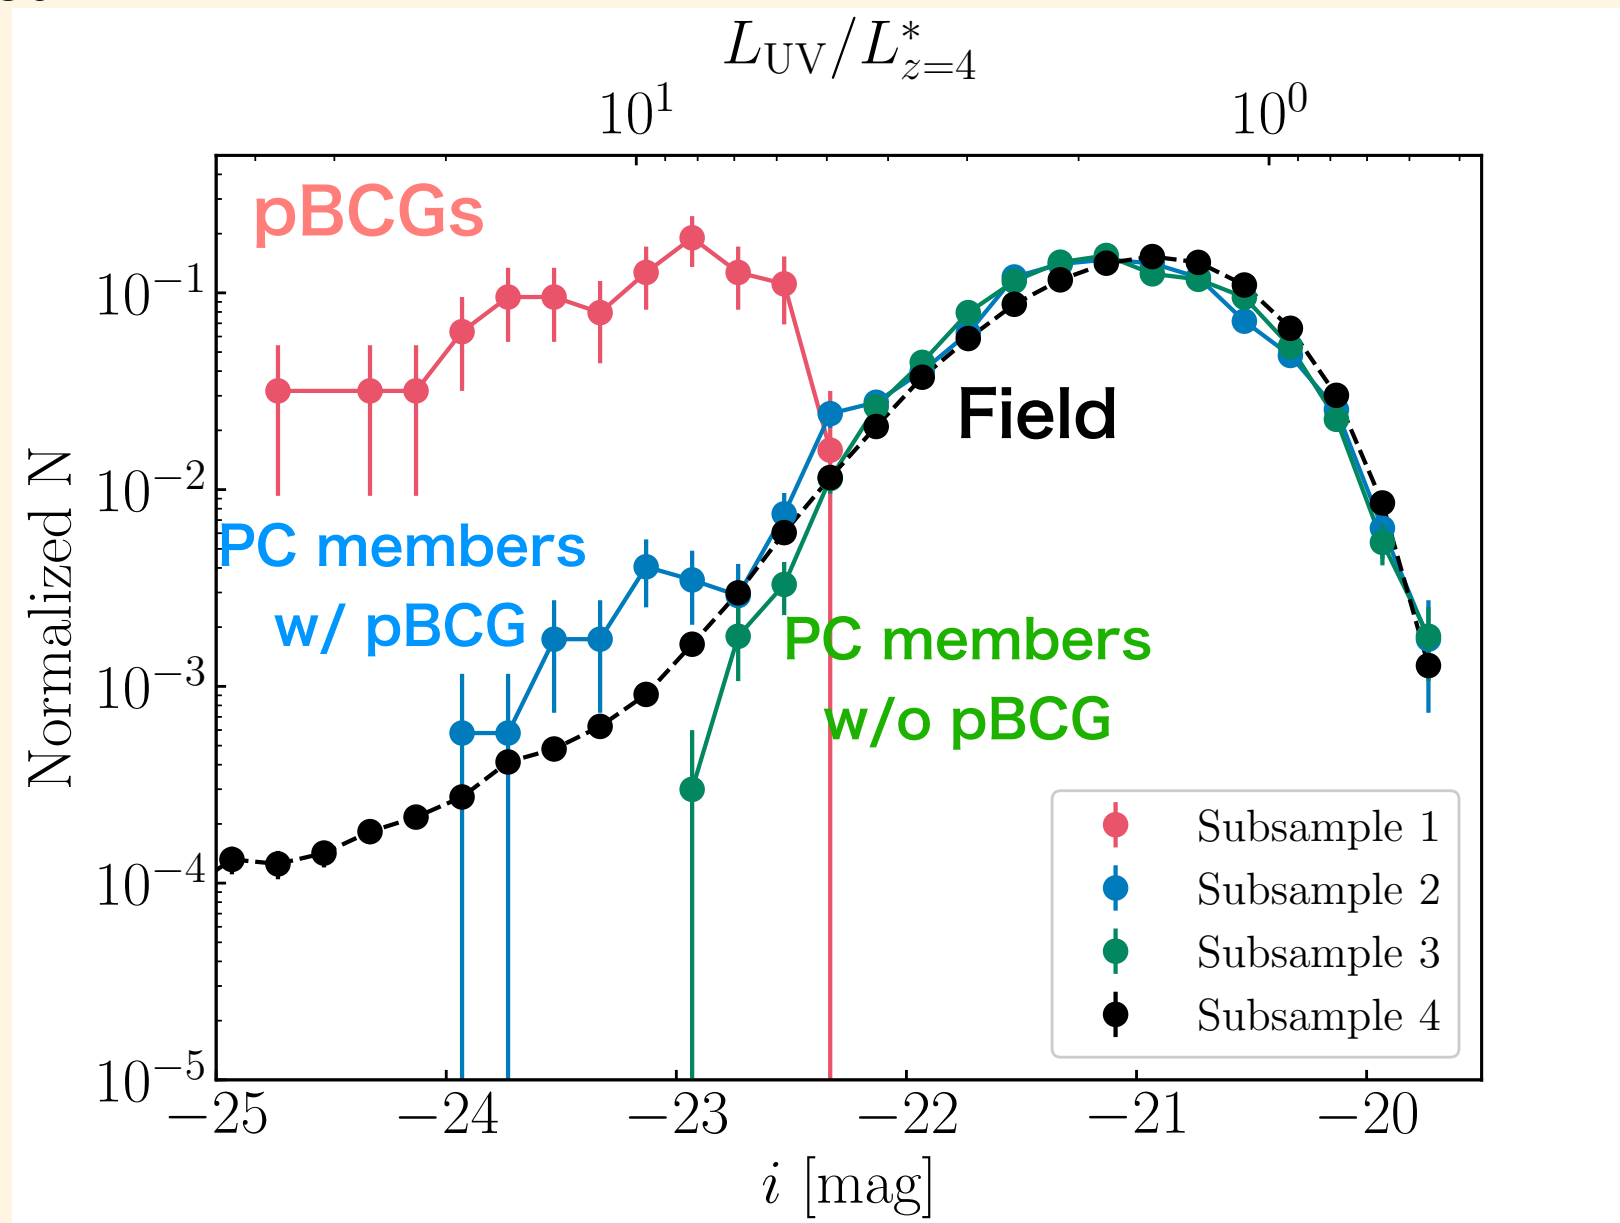 L_UV/L*_{z=4}
10^1 10^0
pBCGs
10^{-1}
Field
10^{-2}
PC members
w/ pBCG
PC members
w/o pBCG
10^{-3}
10^{-4}
10^{-5}
Normalized N
Subsample 1
Subsample 2
Subsample 3
Subsample 4
−25 −24 −23 −22 −21 −20
i [mag]